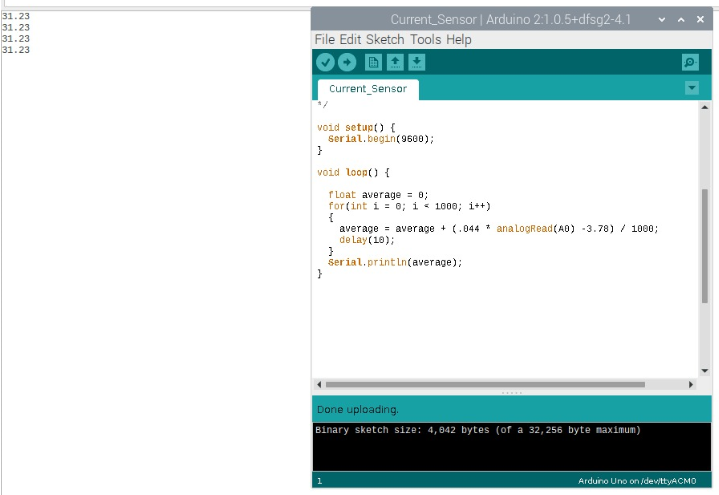 31.23
31.23
31.23
31.23
Current_Sensor | Arduino 2:1.0.5+dfsg2-4.1
File Edit Sketch Tools Help
Current_Sensor
*/
void setup() {
Serial.begin(9600);
}
void loop() {
float average = 0;
for(int i = 0; i < 1000; i++)
{
average = average + (.044 * analogRead(A0) -3.78) / 1000;
delay(10);
}
Serial.println(average);
}
Done uploading.
Binary sketch size: 4,042 bytes (of a 32,256 byte maximum)
1
Arduino Uno on /dev/ttyACM0